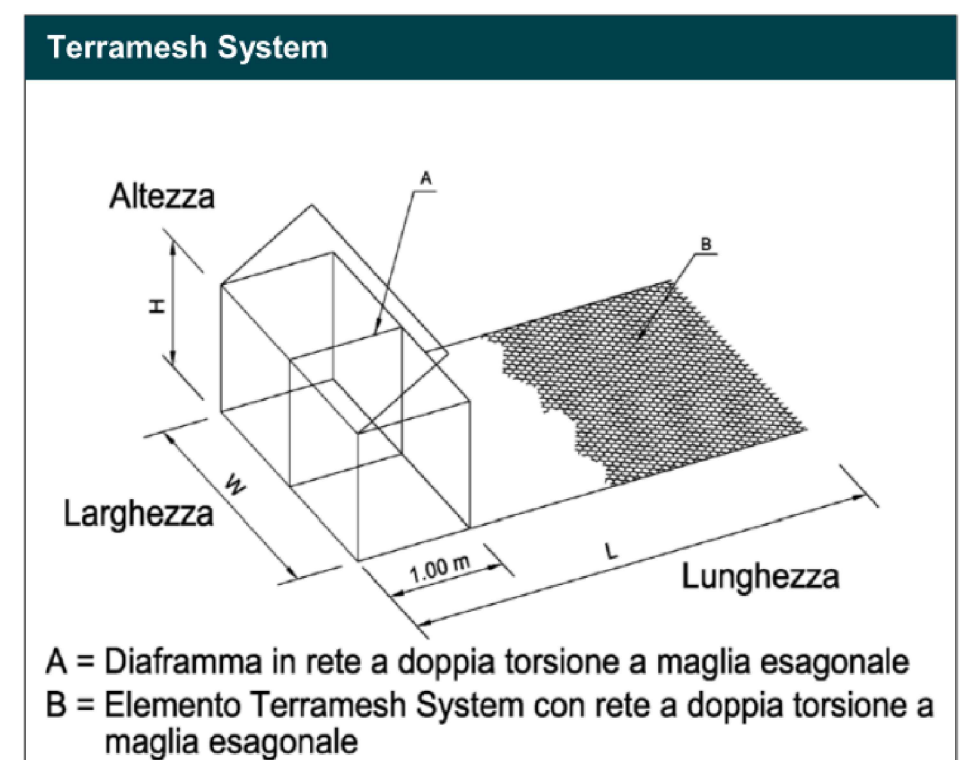 Terramesh System
Altezza
A
B
H
W
Larghezza
1.00 m
L
Lunghezza
A = Diaframma in rete a doppia torsione a maglia esagonale
B = Elemento Terramesh System con rete a doppia torsione a
maglia esagonale